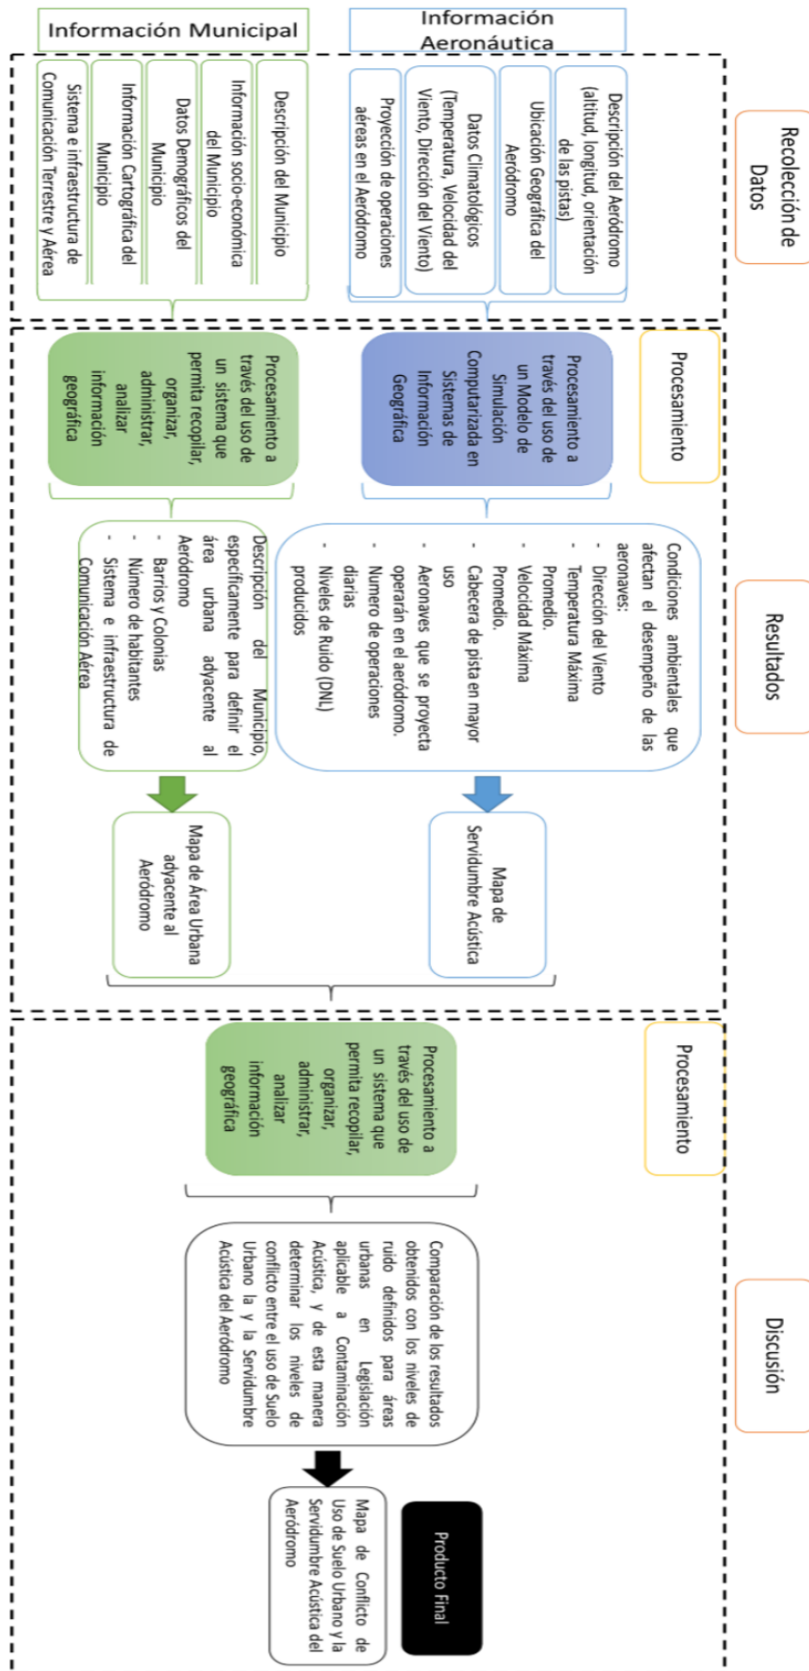 Recolección de
Datos
Resultados
Discusión
Procesamiento
Procesamiento
Información
Aeronáutica
Descripción del Aeródromo
(altitud, longitud, orientación
de las pistas)
Ubicación Geográfica del
Aeródromo
Datos Climatológicos
(Temperatura, Velocidad del
Viento, Dirección del Viento)
Proyección de operaciones
aéreas en el Aeródromo
Procesamiento a
través del uso de
un Modelo de
Simulación
Computarizada en
Sistemas de
Información
Geográfica
Condiciones ambientales que
afectan el desempeño de las
aeronaves:
- Dirección del Viento
- Temperatura Máxima
Promedio.
- Velocidad Máxima
Promedio.
- Cabecera de pista en mayor
uso
- Aeronaves que se proyecta
operarán en el aeródromo.
- Numero de operaciones
diarias
- Niveles de Ruido (DNL)
producidos
Mapa de
Servidumbre Acústica
Información Municipal
Descripción del Municipio
Información socio-económica
del Municipio
Datos Demográficos del
Municipio
Información Cartográfica del
Municipio
Sistema e infraestructura de
Comunicación Terrestre y Aérea
Procesamiento a
través del uso de
un sistema que
permita recopilar,
organizar,
administrar,
analizar
información
geográfica
Descripción del Municipio,
específicamente para definir el
área urbana adyacente al
Aeródromo
- Barrios y Colonias
- Número de habitantes
- Sistema e infraestructura de
Comunicación Aérea
Mapa de Área Urbana
adyacente al
Aeródromo
Procesamiento a
través del uso de
un sistema que
permita recopilar,
organizar,
administrar,
analizar
información
geográfica
Comparación de los resultados
obtenidos con los niveles de
ruido definidos para áreas
urbanas en Legislación
aplicable a Contaminación
Acústica, y de esta manera
determinar los niveles de
conflicto entre el uso de Suelo
Urbano la y la Servidumbre
Acústica del Aeródromo
Producto Final
Mapa de Conflicto de
Uso de Suelo Urbano y la
Servidumbre Acústica del
Aeródromo